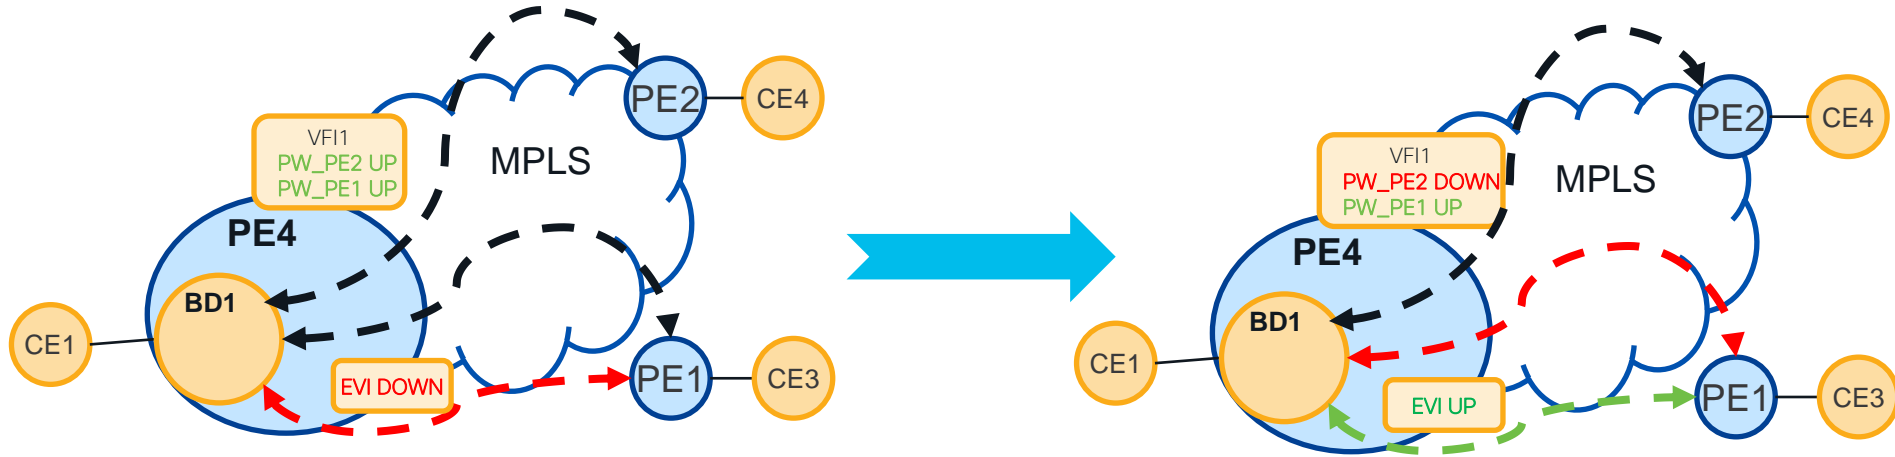 VFI1
PW_PE2 UP
PW_PE1 UP
PE4
BD1
CE1
EVI DOWN
MPLS
PE2
CE4
PE1
CE3
VFI1
PW_PE2 DOWN
PW_PE1 UP
PE4
BD1
CE1
EVI UP
MPLS
PE2
CE4
PE1
CE3